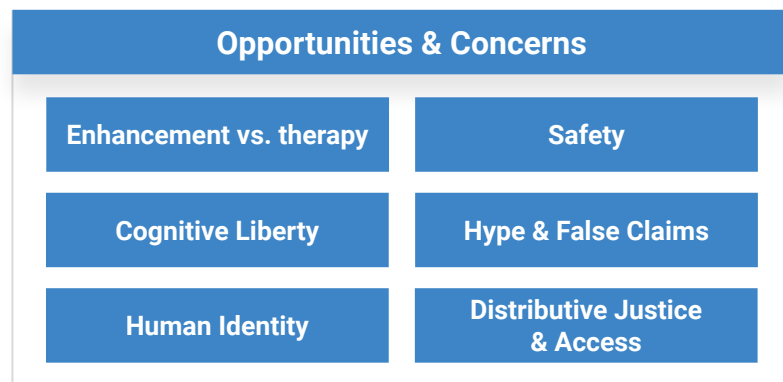 Opportunities & Concerns
Enhancement vs. therapy
Safety
Cognitive Liberty
Hype & False Claims
Human Identity
Distributive Justice
& Access